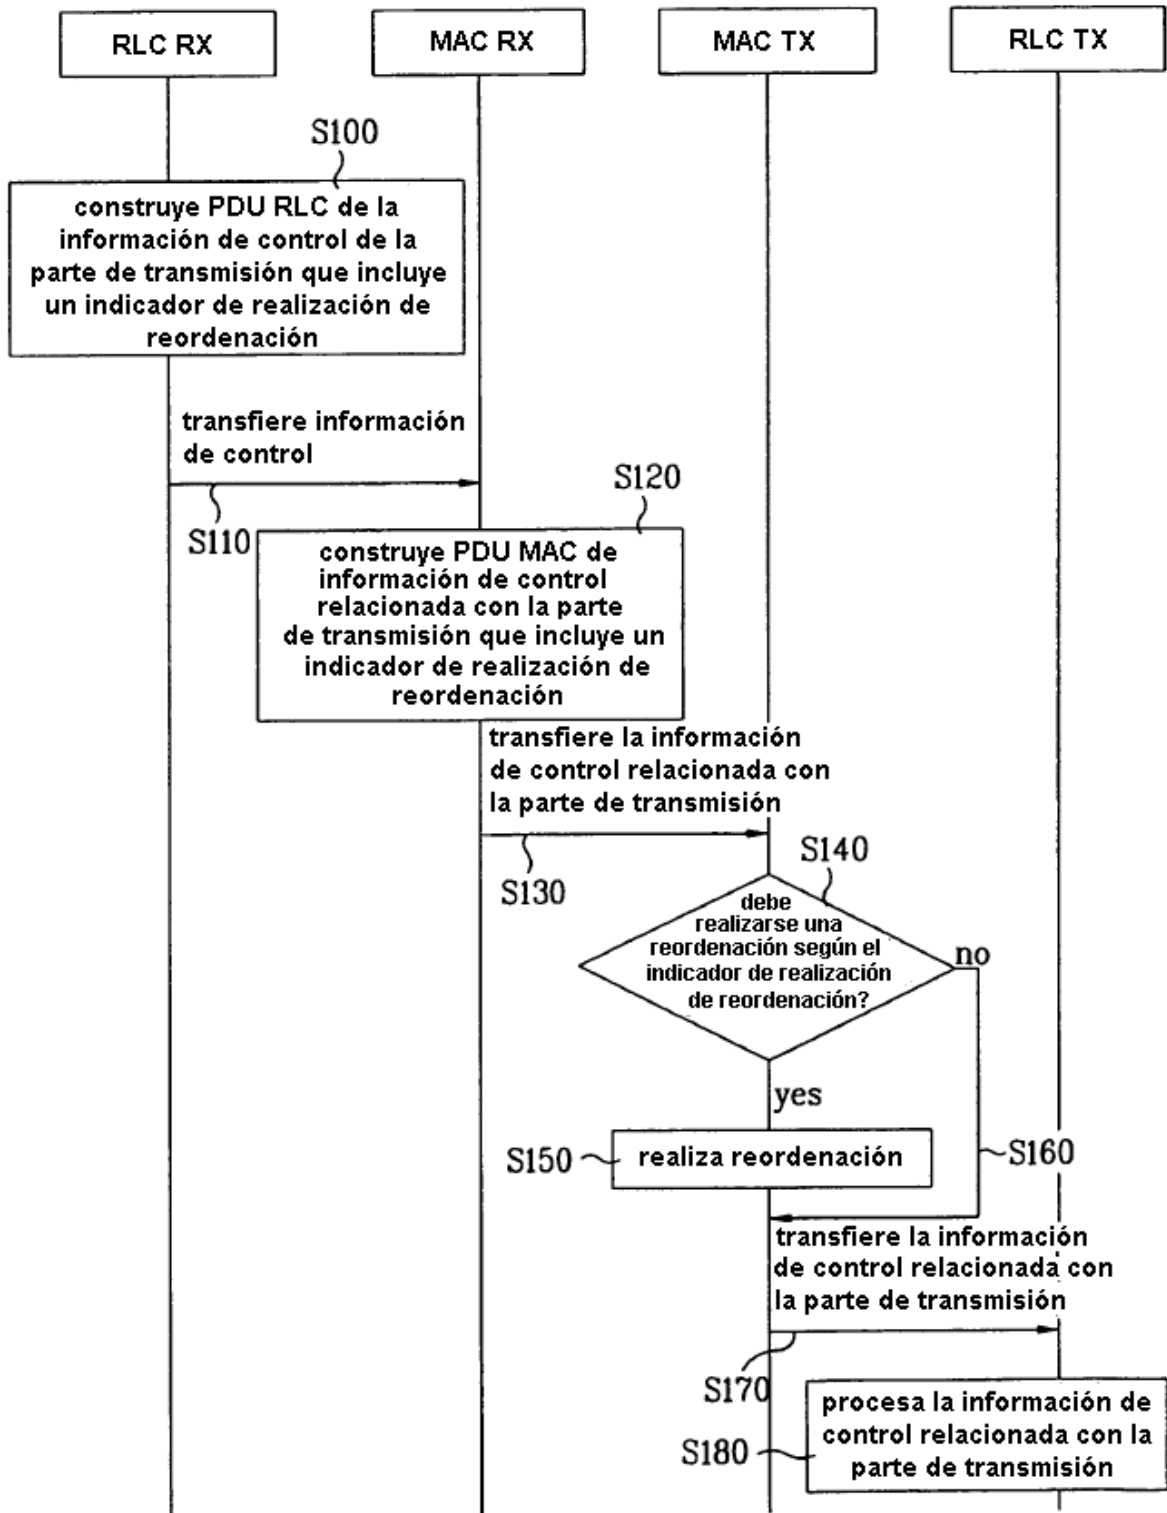 RLC RX
MAC RX
MAC TX
RLC TX
S100
construye PDU RLC de la
información de control de la
parte de transmisión que incluye
un indicador de realización de
reordenación
transfiere información
de control
S110
S120
construye PDU MAC de
información de control
relacionada con la parte
de transmisión que incluye un
indicador de realización de
reordenación
transfiere la información
de control relacionada con
la parte de transmisión
S130
S140
debe
realizarse una
reordenación según el
indicador de realización
de reordenación?
no
yes
S150
realiza reordenación
S160
transfiere la información
de control relacionada con
la parte de transmisión
S170
procesa la información de
control relacionada con la
parte de transmisión
S180